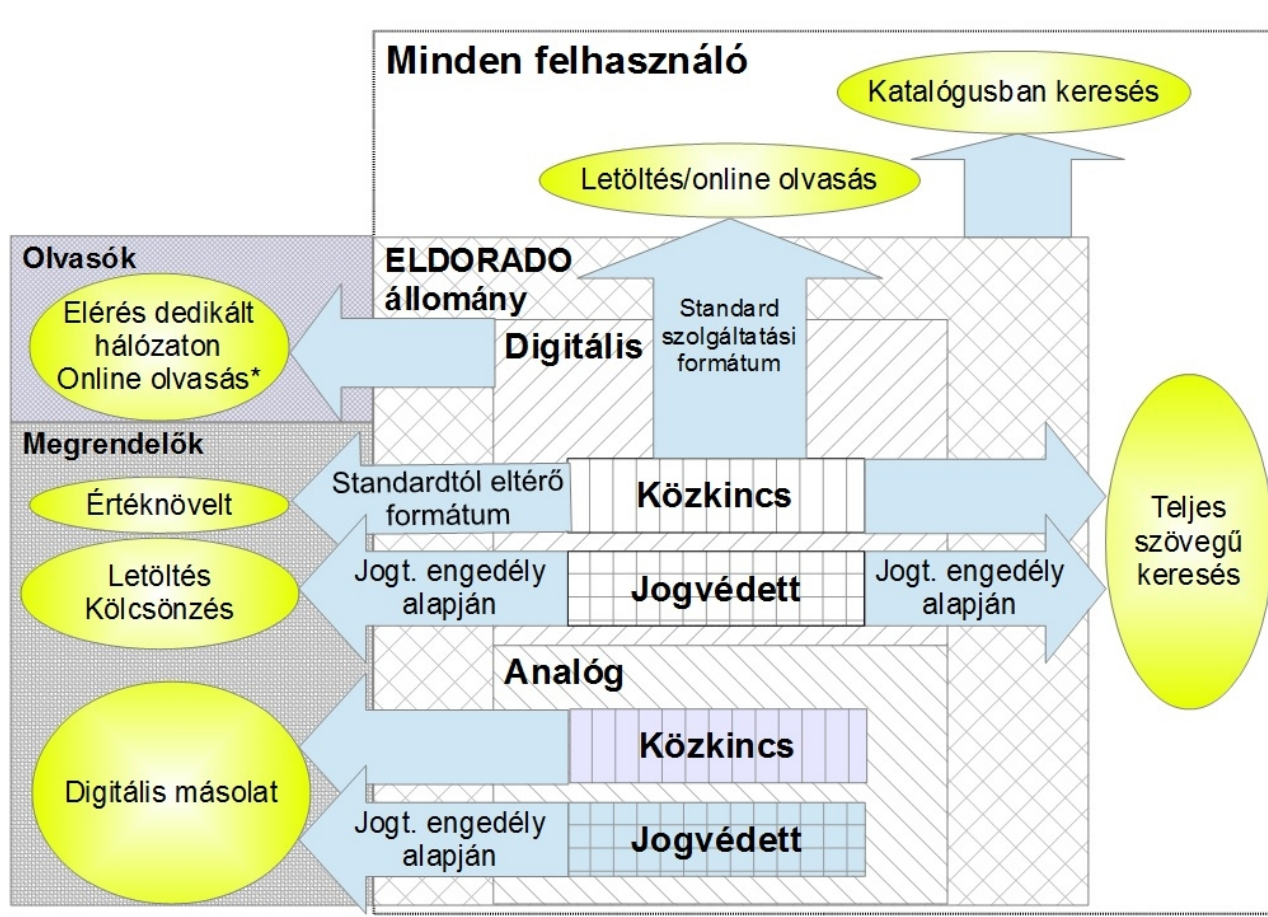 Minden felhasználó
Katalógusban keresés
Letöltés/online olvasás
Olvasók
Elérés dedikált
hálózaton
Online olvasás*
ELDORADO
állomány
Standard
szolgáltatási
formátum
Digitális
Megrendelők
Értéknövelt
Standardtól eltérő
formátum
Közkincs
Teljes
szövegű
keresés
Letöltés
Kölcsönzés
Jogt. engedély
alapján
Jogvédett
Jogt. engedély
alapján
Analóg
Digitális másolat
Közkincs
Jogt. engedély
alapján
Jogvédett